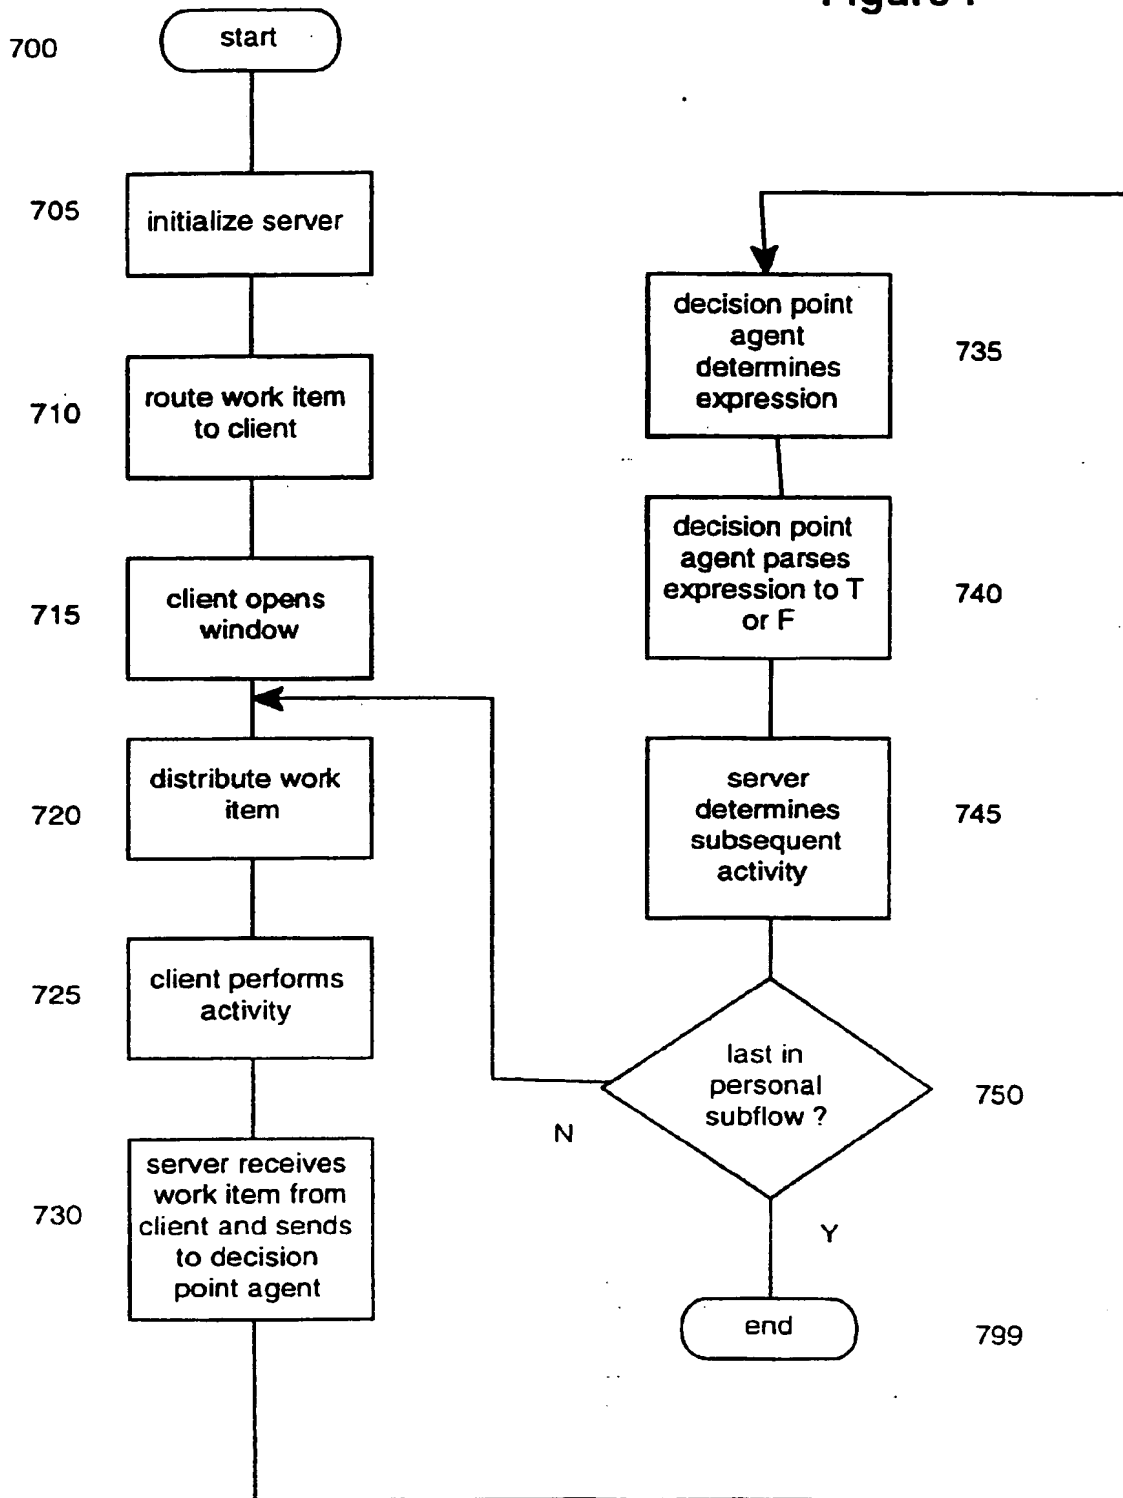 700
start
705
initialize server
710
route work item
to client
715
client opens
window
720
distribute work
item
725
client performs
activity
730
server receives
work item from
client and sends
to decision
point agent
decision point
agent
determines
expression
735
decision point
agent parses
expression to T
or F
740
server
determines
subsequent
activity
745
last in
personal
subflow ?
750
N
Y
end
799